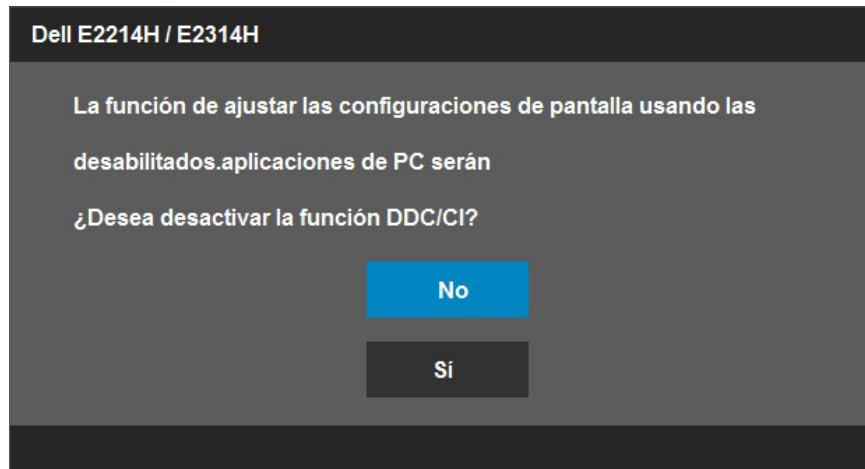 Dell E2214H / E2314H
La función de ajustar las configuraciones de pantalla usando las
desabilitados.aplicaciones de PC serán
¿Desea desactivar la función DDC/CI?
No
Sí